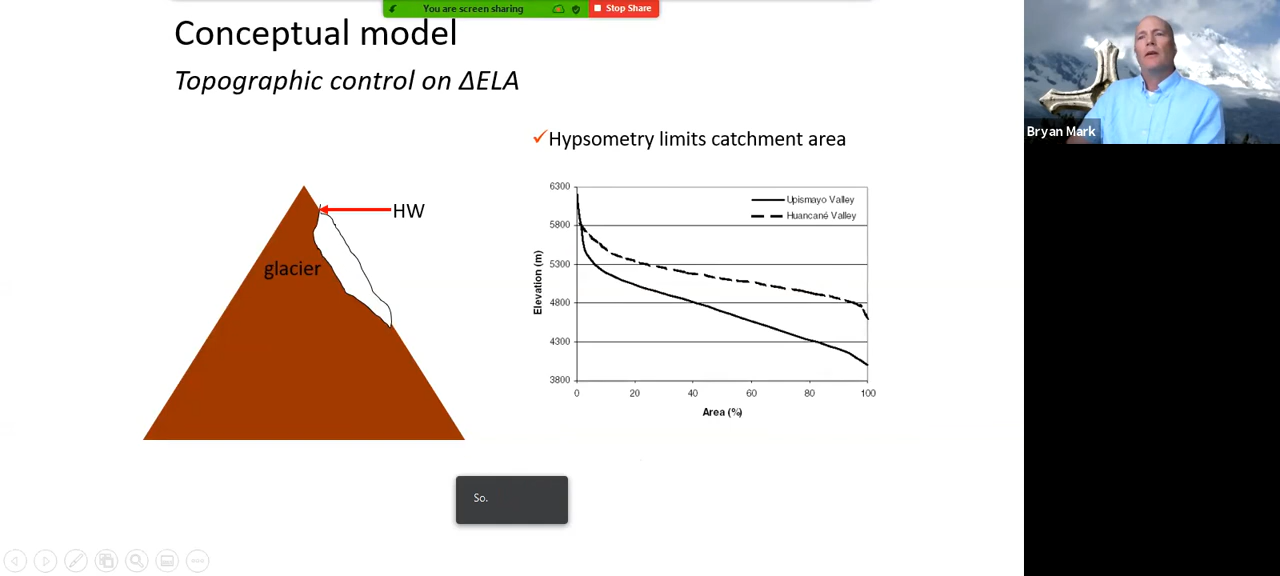 You are screen sharing
Stop Share
Conceptual model
Topographic control on ΔELA
Bryan Mark
✓Hypsometry limits catchment area
HW
glacier
6300
5800
5300
4800
4300
3800
Elevation (m)
Upismayo Valley
Huancané Valley
0 20 40 60 80 100
Area (%)
So.